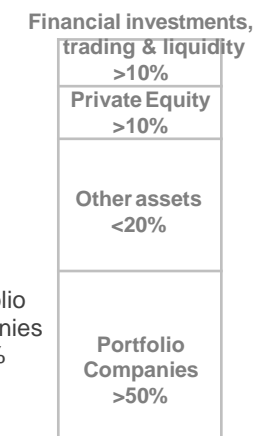 Financial investments,
trading & liquidity
>10%
Private Equity
>10%
Other assets
<20%
Portfolio
Companies
>50%